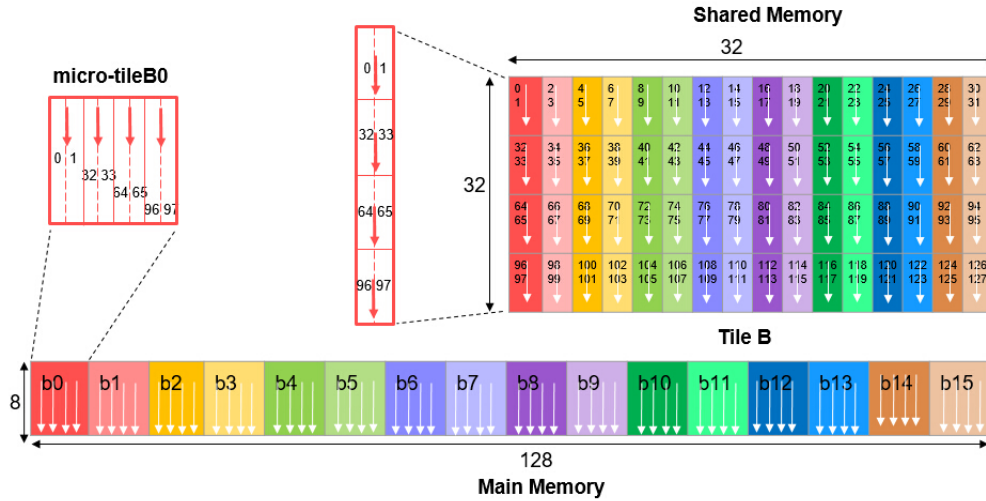 Shared Memory
32
micro-tileB0
0 1
32 33
64 65
96 97
0 1
32 33
64 65
96 97
32
0 2 4 6 8 10 12 14 16 18 20 22 24 26 28 30
1 3 5 7 9 11 13 15 17 19 21 23 25 27 29 31
32 34 36 38 40 42 44 46 48 50 52 54 56 58 60 62
33 35 37 39 41 43 45 47 49 51 53 55 57 59 61 63
64 66 68 70 72 74 76 78 80 82 84 86 88 90 92 94
65 67 69 71 73 75 77 79 81 83 85 87 89 91 93 95
96 98 100 102 104 106 108 110 112 114 116 118 120 122 124 126
97 99 101 103 105 107 109 111 113 115 117 119 121 123 125 127
Tile B
8
b0 b1 b2 b3 b4 b5 b6 b7 b8 b9 b10 b11 b12 b13 b14 b15
128
Main Memory